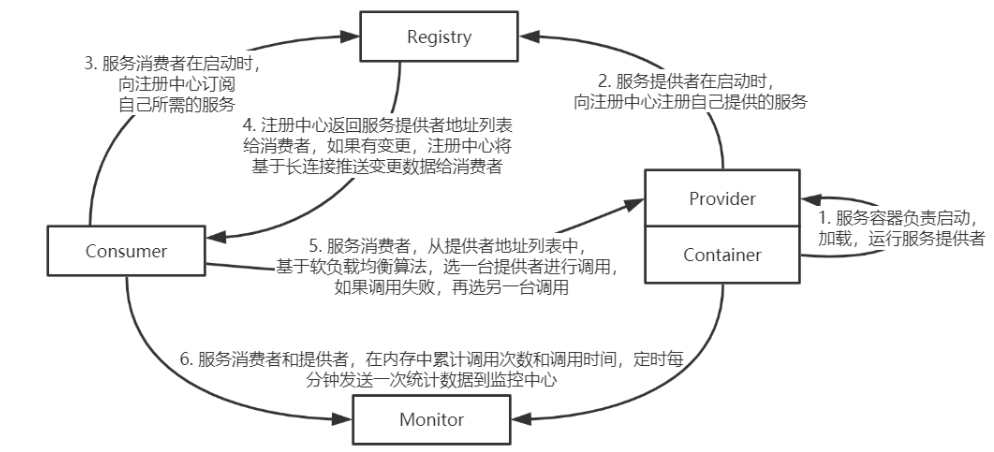 Registry
3. 服务消费者在启动时，
向注册中心订阅
自己所需的服务
2. 服务提供者在启动时，
向注册中心注册自己提供的服务
4. 注册中心返回服务提供者地址列表
给消费者，如果有变更，注册中心将
基于长连接推送变更数据给消费者
Provider
Container
1. 服务容器负责启动，
加载，运行服务提供者
Consumer
5. 服务消费者，从提供者地址列表中，
基于软负载均衡算法，选一台提供者进行调用，
如果调用失败，再选另一台调用
6. 服务消费者和提供者，在内存中累计调用次数和调用时间，定时每
分钟发送一次统计数据到监控中心
Monitor